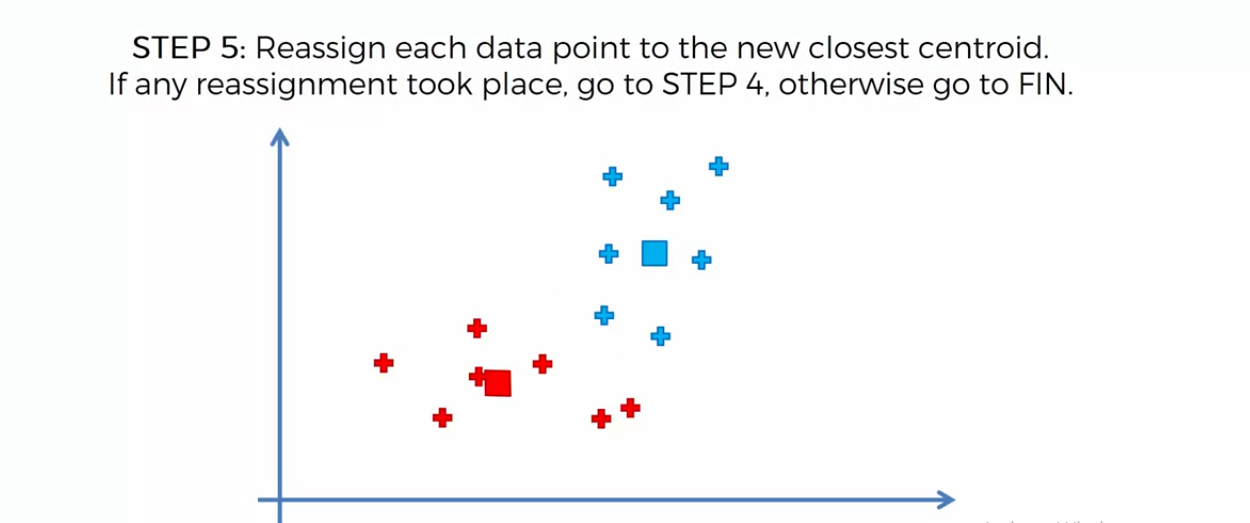 STEP 5: Reassign each data point to the new closest centroid.
If any reassignment took place, go to STEP 4, otherwise go to FIN.